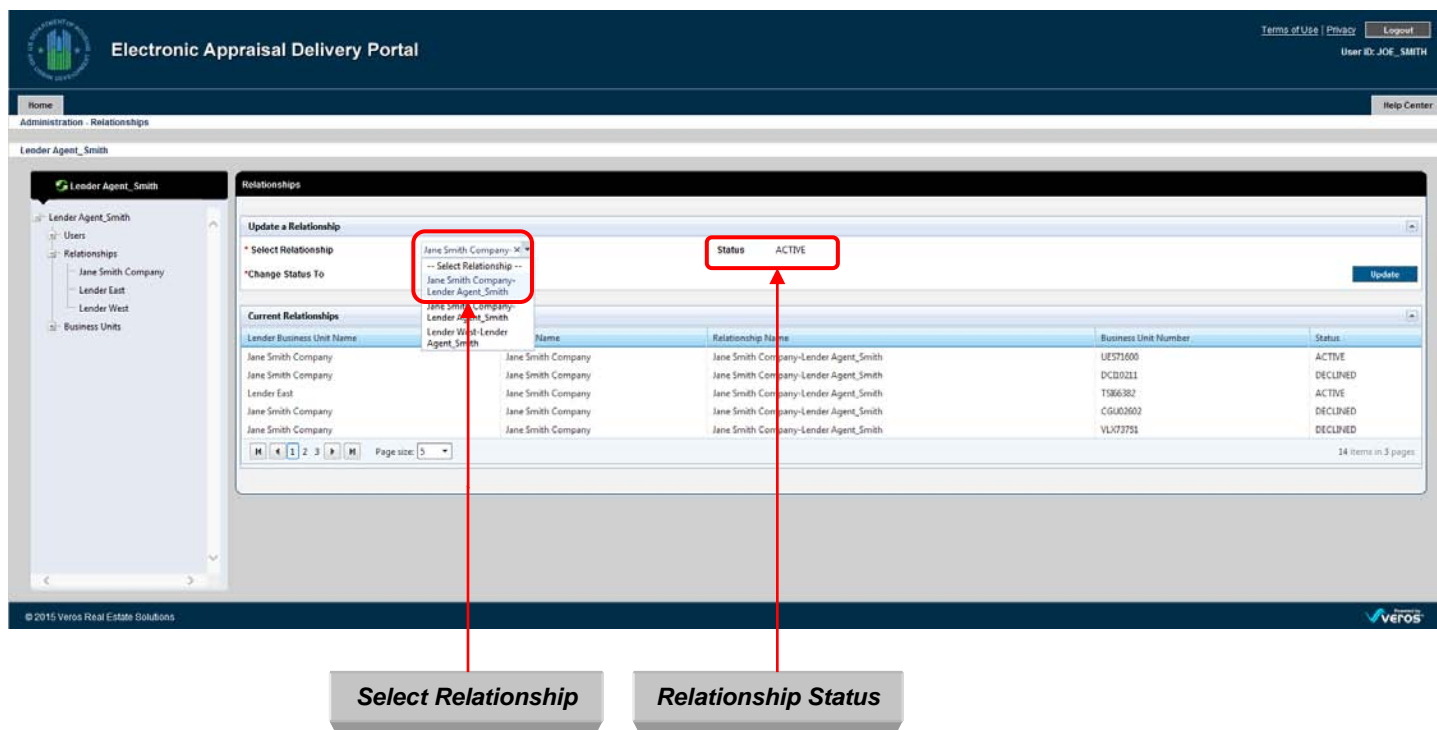 Electronic Appraisal Delivery Portal
Terms of Use | Privacy Logout
User ID: JOE_SMITH
Home Help Center
Administration - Relationships
Lender Agent_Smith
Lender Agent_Smith
Lender Agent_Smith
Users
Relationships
Jane Smith Company
Lender East
Lender West
Business Units
Relationships
Update a Relationship
* Select Relationship Jane Smith Company- Status ACTIVE
-- Select Relationship --
Jane Smith Company-
Lender Agent_Smith
Jane Smith Company-
Lender Agent_Smith
Lender West-Lender
Agent_Smith
*Change Status To Update
Current Relationships
Lender Business Unit Name Name Relationship Name Business Unit Number Status
Jane Smith Company Jane Smith Company Jane Smith Company-Lender Agent_Smith UES71600 ACTIVE
Jane Smith Company Jane Smith Company Jane Smith Company-Lender Agent_Smith DECLINED
Lender East Jane Smith Company Jane Smith Company-Lender Agent_Smith ACTIVE
Jane Smith Company Jane Smith Company Jane Smith Company-Lender Agent_Smith CGU02602 DECLINED
Jane Smith Company Jane Smith Company Jane Smith Company-Lender Agent_Smith VLX73751 DECLINED
1 2 3 Page size: 5 14 items in 3 pages
© 2015 Veros Real Estate Solutions
Powered by
veros
Select Relationship Relationship Status